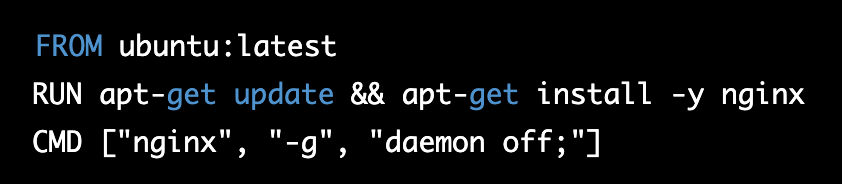 FROM ubuntu:latest
RUN apt-get update && apt-get install -y nginx
CMD ["nginx", "-g", "daemon off;"]